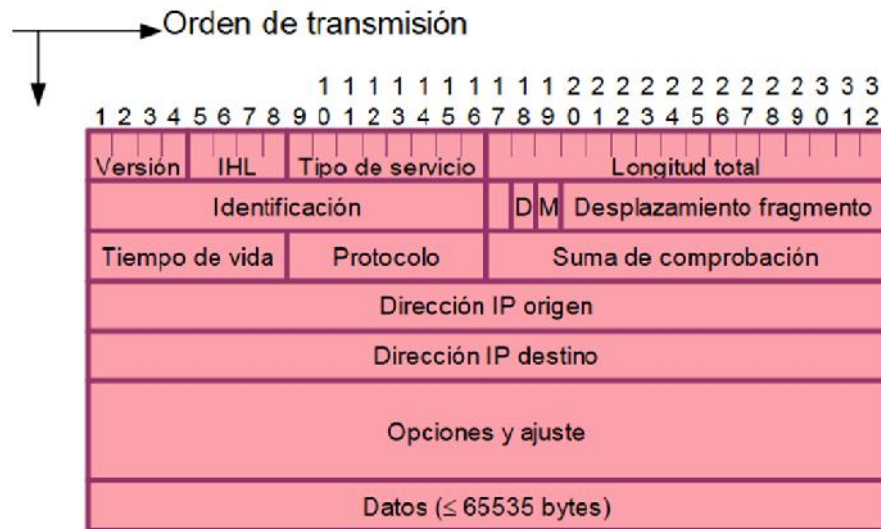 Orden de transmisión
1 1 1 1 1 1 1 1 1 1 2 2 2 2 2 2 2 2 2 2 3 3 3
1 2 3 4 5 6 7 8 9 0 1 2 3 4 5 6 7 8 9 0 1 2 3 4 5 6 7 8 9 0 1 2
Versión IHL Tipo de servicio Longitud total
Identificación D M Desplazamiento fragmento
Tiempo de vida Protocolo Suma de comprobación
Dirección IP origen
Dirección IP destino
Opciones y ajuste
Datos (≤ 65535 bytes)